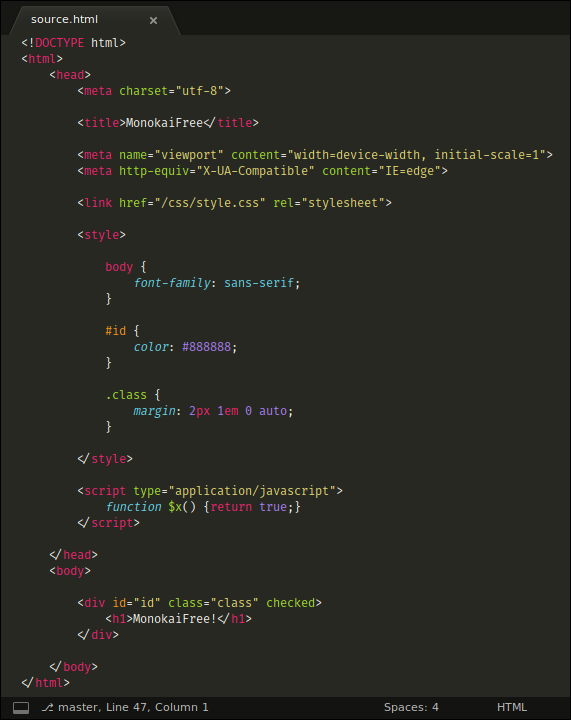 source.html ×
<!DOCTYPE html>
<html>
    <head>
        <meta charset="utf-8">

        <title>MonokaiFree</title>

        <meta name="viewport" content="width=device-width, initial-scale=1">
        <meta http-equiv="X-UA-Compatible" content="IE=edge">

        <link href="/css/style.css" rel="stylesheet">

        <style>

            body {
                font-family: sans-serif;
            }

            #id {
                color: #888888;
            }

            .class {
                margin: 2px 1em 0 auto;
            }

        </style>

        <script type="application/javascript">
            function $x() {return true;}
        </script>

    </head>
    <body>

        <div id="id" class="class" checked>
            <h1>MonokaiFree!</h1>
        </div>

    </body>
</html>
master, Line 47, Column 1 Spaces: 4 HTML